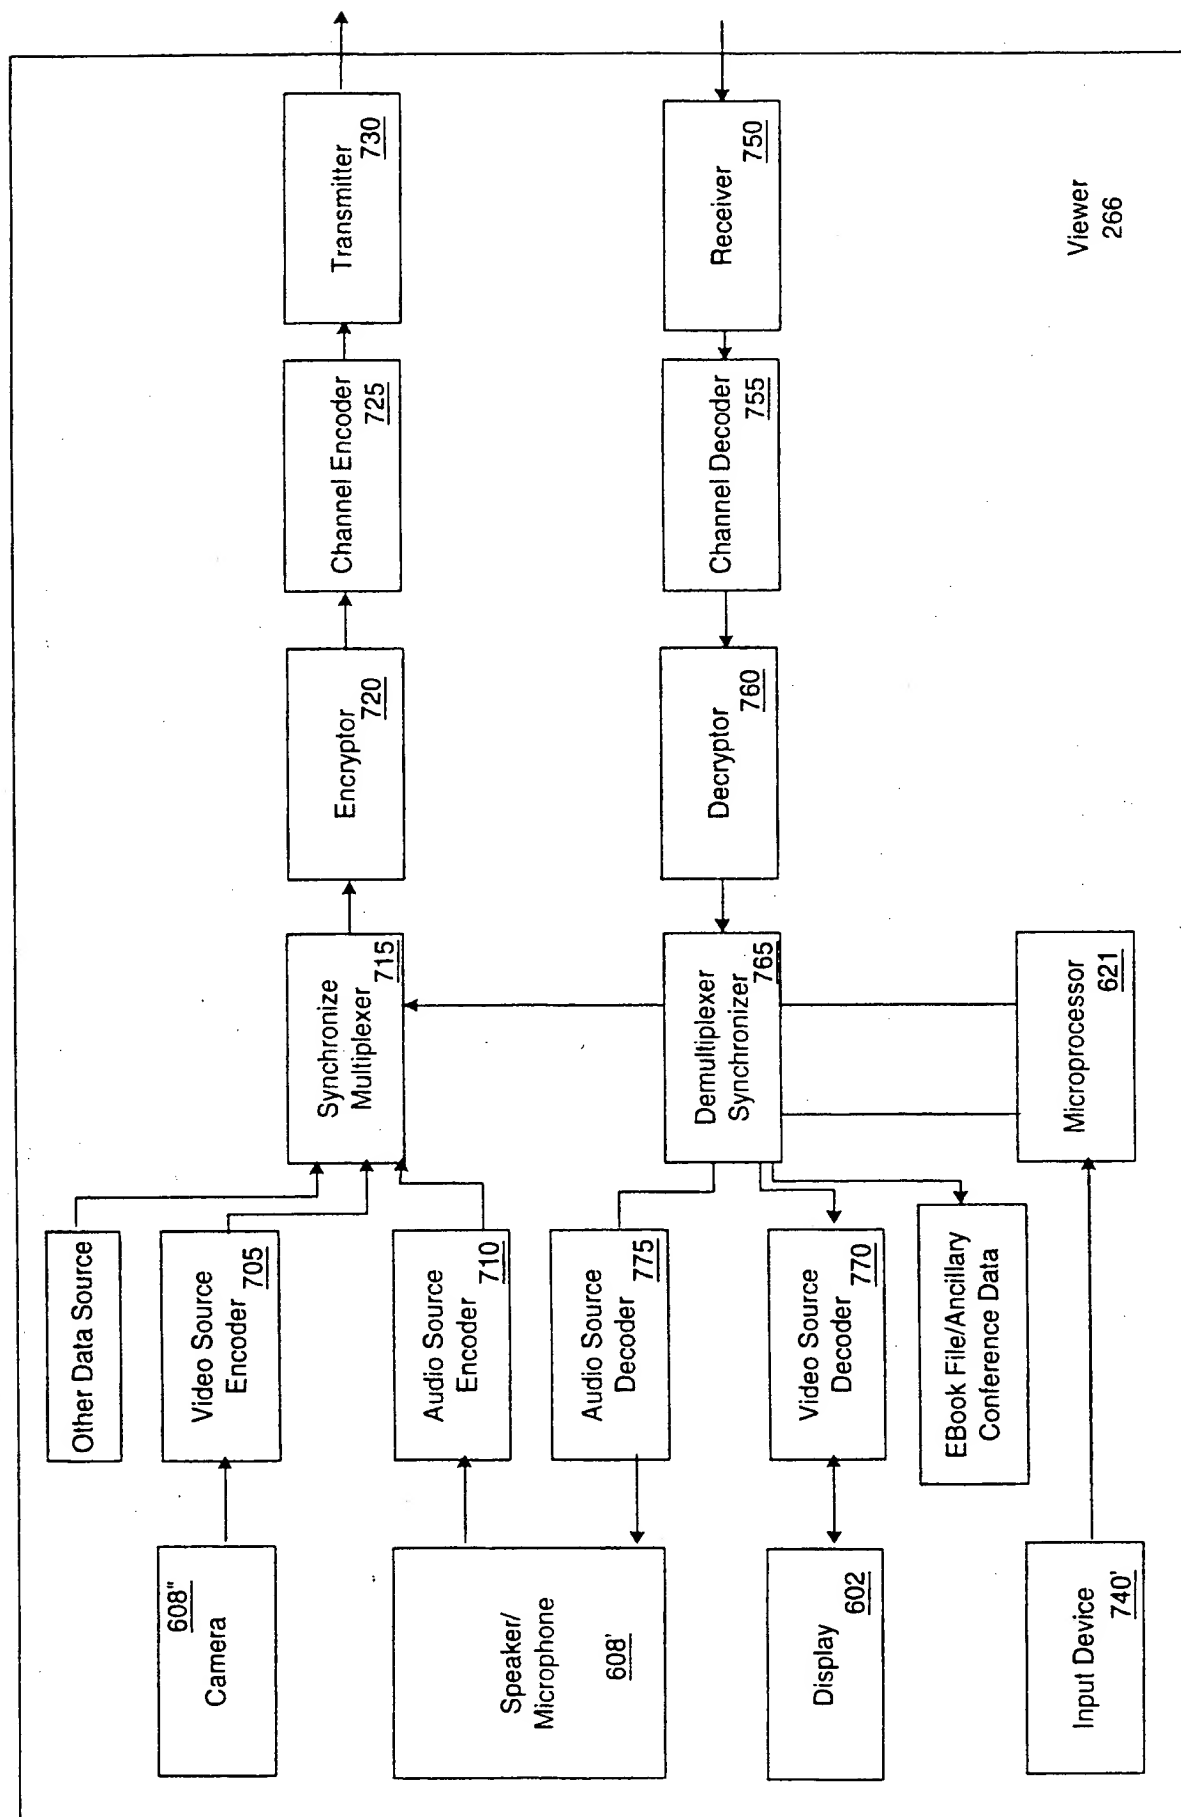 Other Data Source
Camera
608"
Video Source
Encoder
705
Synchronize
Multiplexer
715
Encryptor
720
Channel Encoder
725
Transmitter
730
Speaker/
Microphone
608'
Audio Source
Encoder
710
Audio Source
Decoder
775
Display
602
Video Source
Decoder
770
Demultiplexer
Synchronizer
765
Decryptor
760
Channel Decoder
755
Receiver
750
EBook File/Ancillary
Conference Data
Input Device
740'
Microprocessor
621
Viewer
266